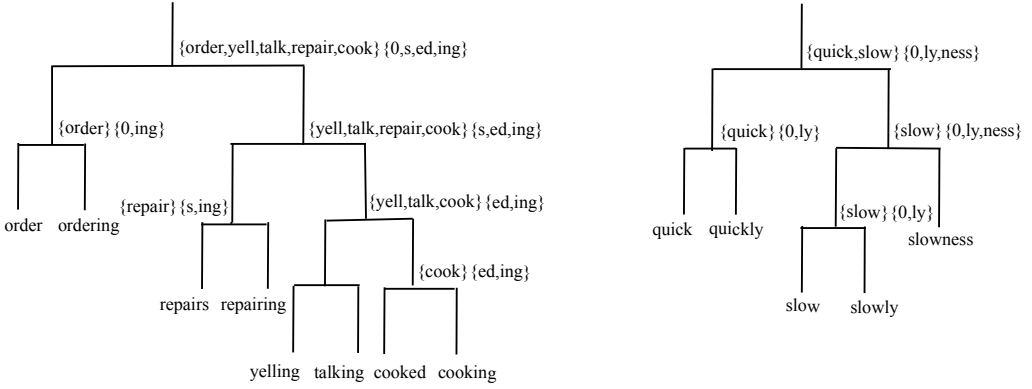 {order,yell,talk,repair,cook}{0,s,ed,ing}
{order}{0,ing}
{yell,talk,repair,cook}{s,ed,ing}
order
ordering
{repair}{s,ing}
{yell,talk,cook}{ed,ing}
repairs
repairing
{cook}{ed,ing}
yelling
talking
cooked
cooking
{quick,slow}{0,ly,ness}
{quick}{0,ly}
{slow}{0,ly,ness}
quick
quickly
{slow}{0,ly}
slowness
slow
slowly